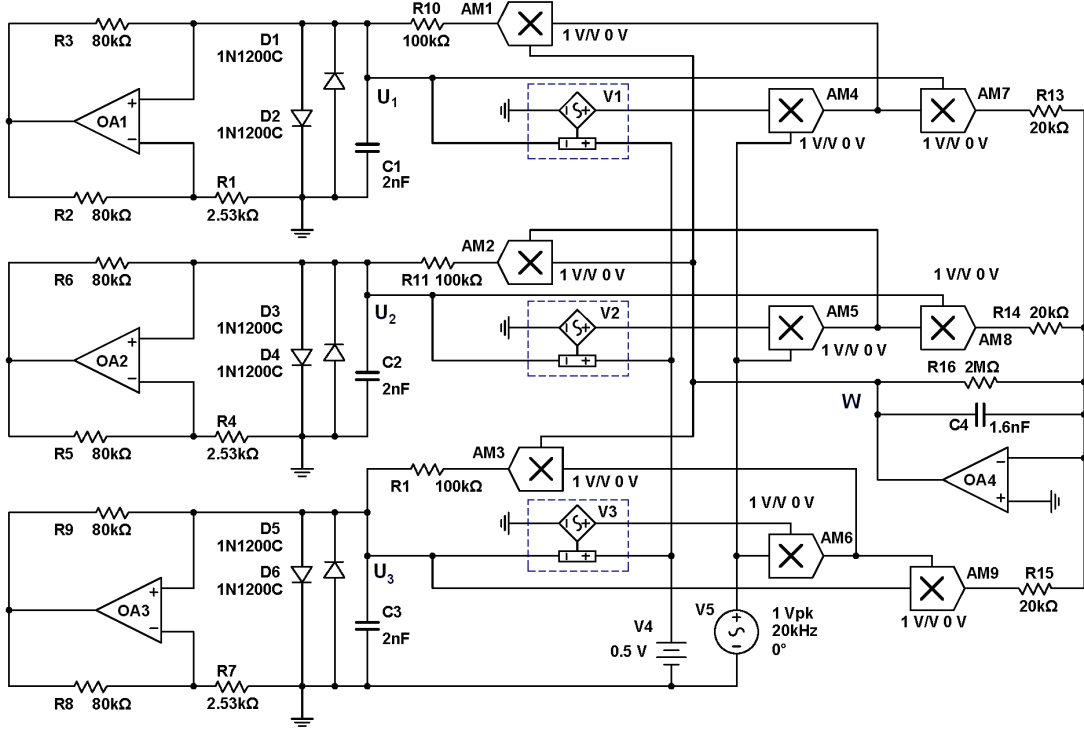 R10 AM1
100kΩ
1 V/V 0 V
R3 80kΩ
D1
1N1200C
U1
V1
AM4
AM7
R13
20kΩ
OA1
D2
1N1200C
1 V/V 0 V
1 V/V 0 V
C1
2nF
R1
2.53kΩ
R2 80kΩ
AM2
R11 100kΩ
1 V/V 0 V
R6 80kΩ
1 V/V 0 V
D3
1N1200C
U2
V2
AM5
R14 20kΩ
AM8
1 V/V 0 V
OA2
D4
1N1200C
C2
2nF
R16 2MΩ
W
C4 1.6nF
R4
2.53kΩ
R5 80kΩ
AM3
R1 100kΩ
1 V/V 0 V
OA4
R9 80kΩ
V3
1 V/V 0 V
D5
1N1200C
U3
AM6
D6
1N1200C
AM9
R15
20kΩ
OA3
C3
2nF
V4
0.5 V
V5
1 Vpk
20kHz
0°
1 V/V 0 V
R7
2.53kΩ
R8 80kΩ